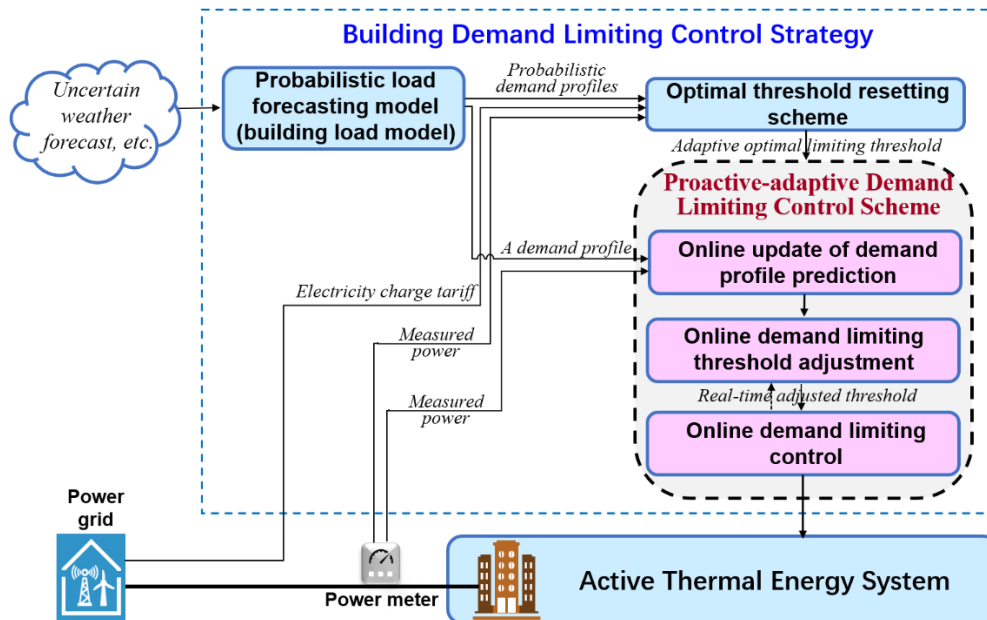 Building Demand Limiting Control Strategy
Uncertain
weather
forecast, etc.
Probabilistic load
forecasting model
(building load model)
Probabilistic
demand profiles
Optimal threshold resetting
scheme
Adaptive optimal limiting threshold
Proactive-adaptive Demand
Limiting Control Scheme
A demand profile
Online update of demand
profile prediction
Electricity charge tariff
Measured
power
Online demand limiting
threshold adjustment
Real-time adjusted threshold
Measured
power
Online demand limiting
control
Power
grid
Power meter
Active Thermal Energy System